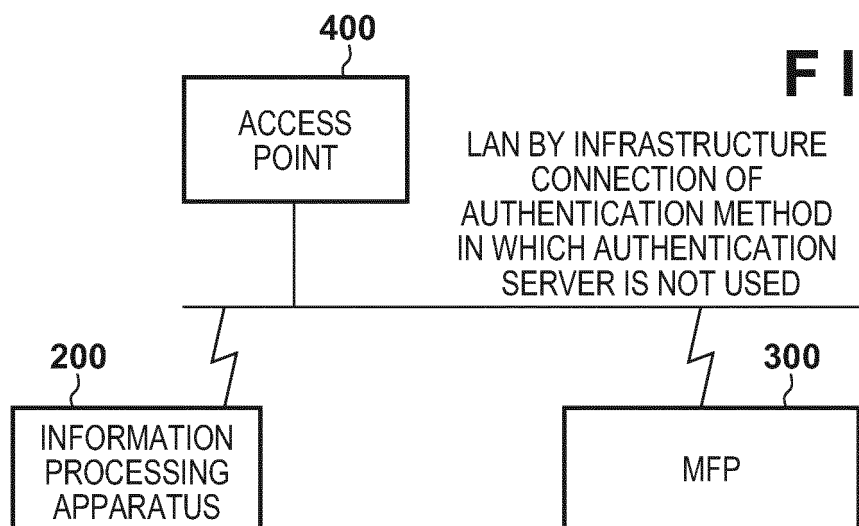 400
F I
ACCESS
POINT
LAN BY INFRASTRUCTURE
CONNECTION OF
AUTHENTICATION METHOD
IN WHICH AUTHENTICATION
SERVER IS NOT USED
200
300
INFORMATION
PROCESSING
APPARATUS
MFP